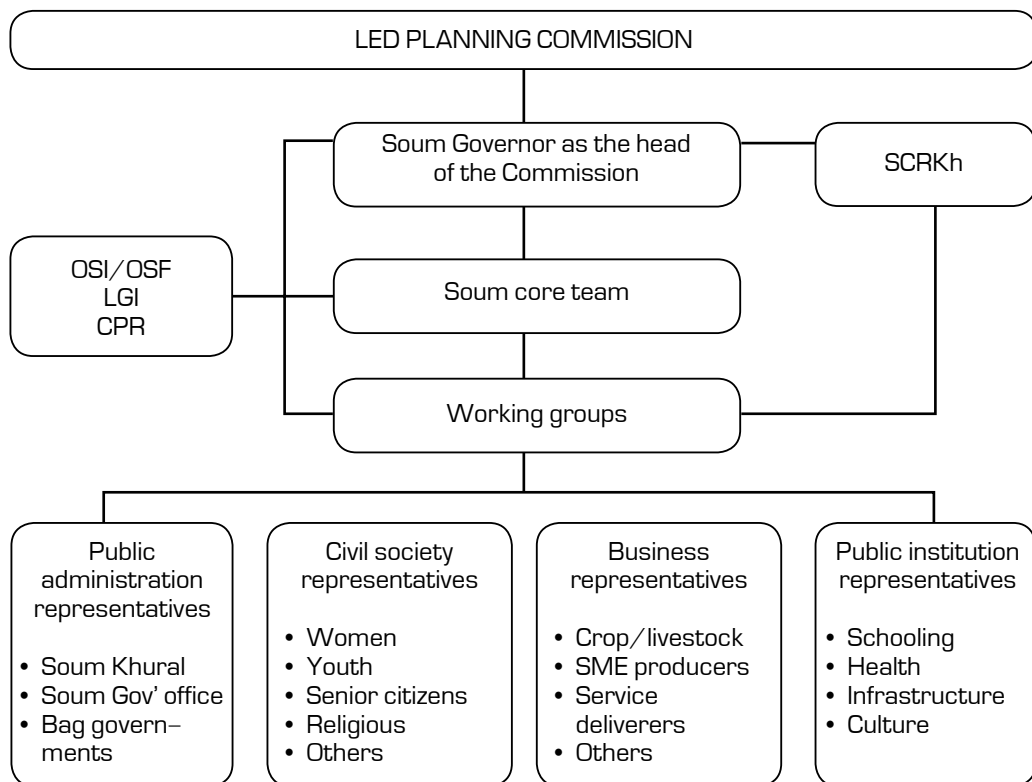 LED PLANNING COMMISSION
Soum Governor as the head
of the Commission
SCRKh
OSI/OSF
LGI
CPR
Soum core team
Working groups
Public
administration
representatives
• Soum Khural
• Soum Gov' office
• Bag govern–
ments
Civil society
representatives
• Women
• Youth
• Senior citizens
• Religious
• Others
Business
representatives
• Crop/livestock
• SME producers
• Service
deliverers
• Others
Public institution
representatives
• Schooling
• Health
• Infrastructure
• Culture